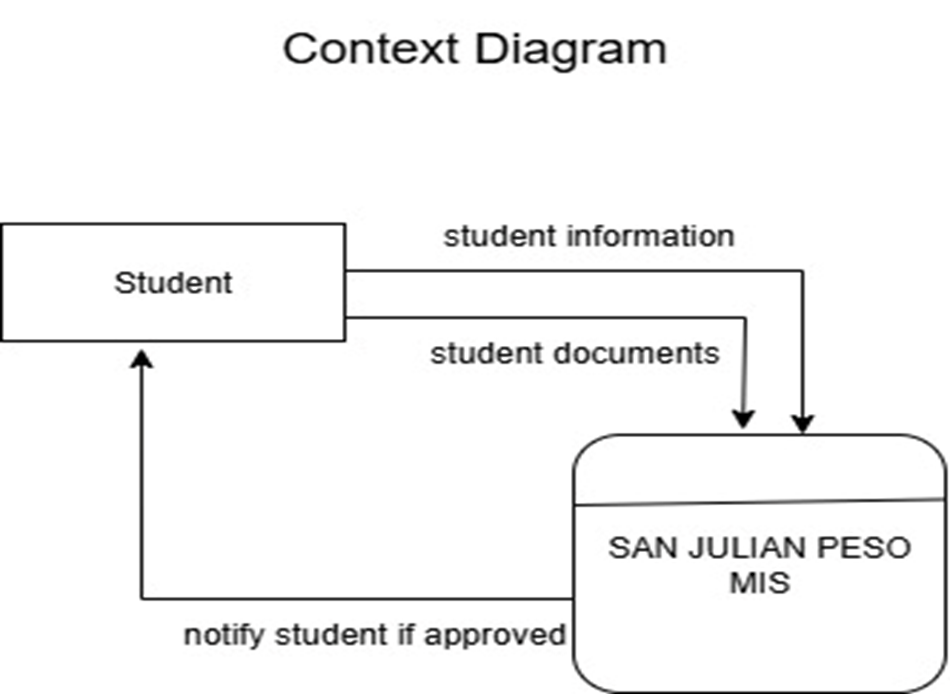 Context Diagram
student information
Student
student documents
SAN JULIAN PESO
MIS
notify student if approved